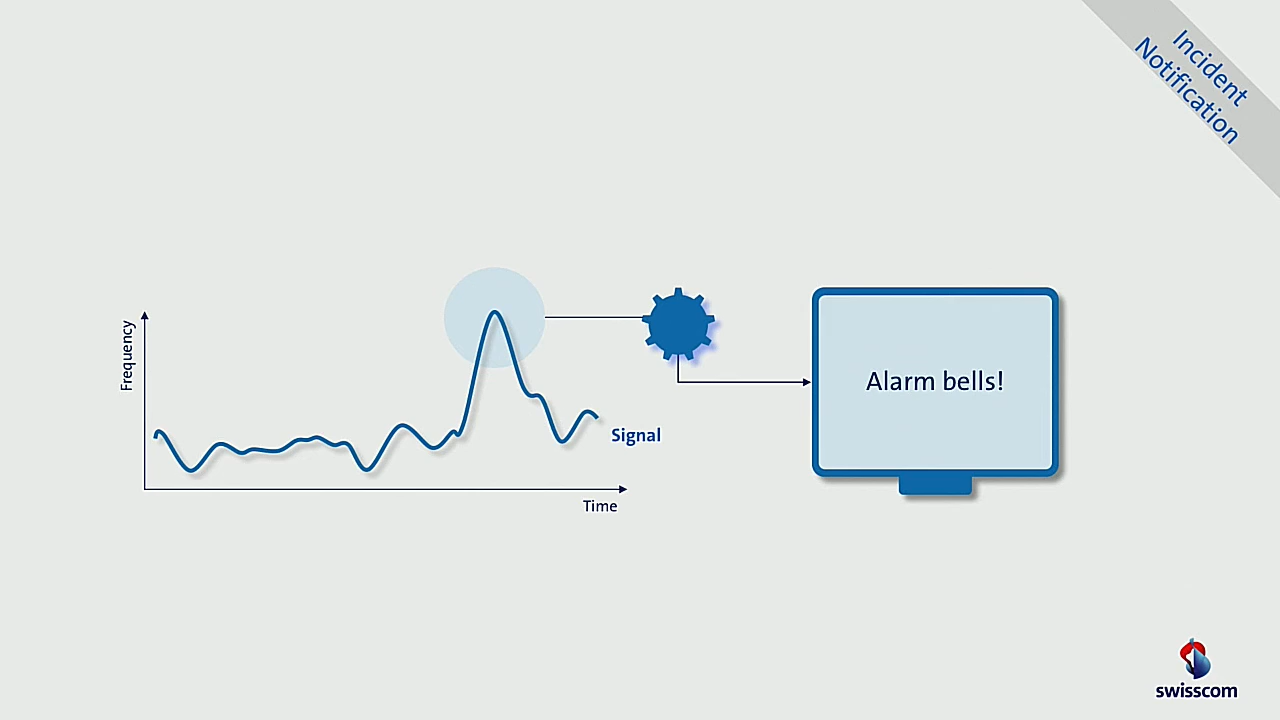 Incident
Notification
Frequency
Alarm bells!
Signal
Time
swisscom